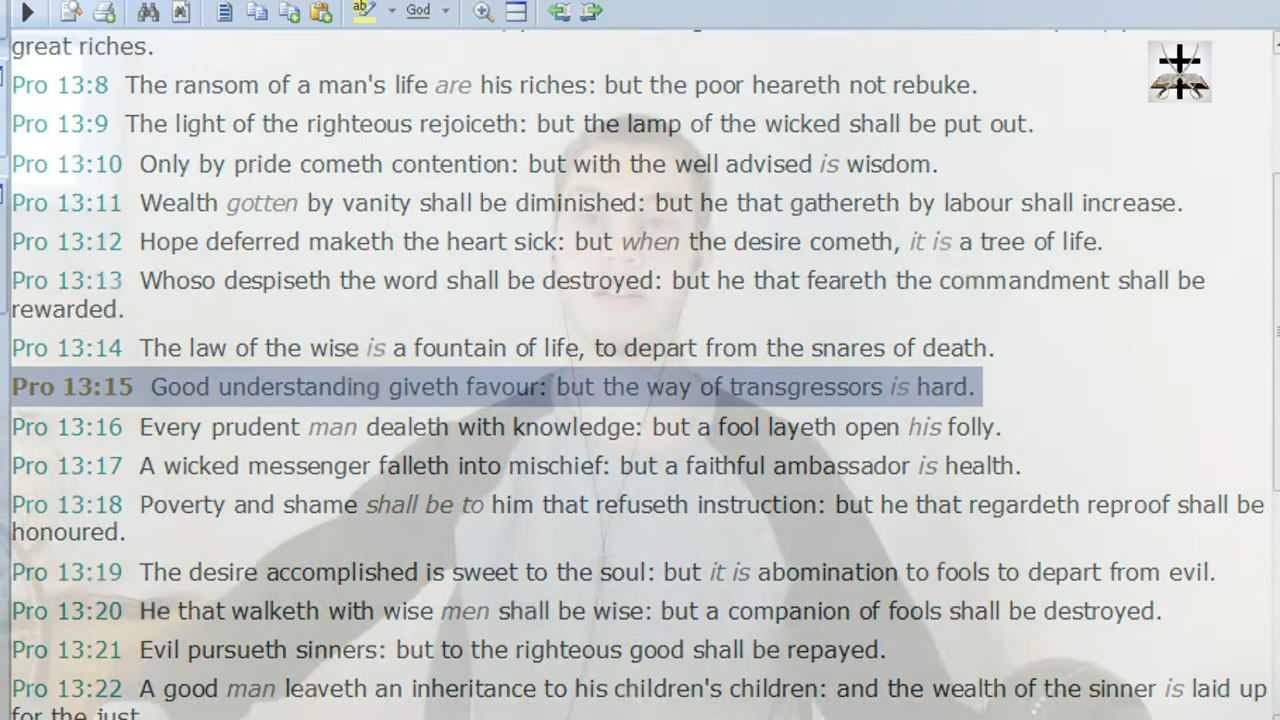 God
great riches.
Pro 13:8 The ransom of a man's life are his riches: but the poor heareth not rebuke.
Pro 13:9 The light of the righteous rejoiceth: but the lamp of the wicked shall be put out.
Pro 13:10 Only by pride cometh contention: but with the well advised is wisdom.
Pro 13:11 Wealth gotten by vanity shall be diminished: but he that gathereth by labour shall increase.
Pro 13:12 Hope deferred maketh the heart sick: but when the desire cometh, it is a tree of life.
Pro 13:13 Whoso despiseth the word shall be destroyed: but he that feareth the commandment shall be
rewarded.
Pro 13:14 The law of the wise is a fountain of life, to depart from the snares of death.
Pro 13:15 Good understanding giveth favour: but the way of transgressors is hard.
Pro 13:16 Every prudent man dealeth with knowledge: but a fool layeth open his folly.
Pro 13:17 A wicked messenger falleth into mischief: but a faithful ambassador is health.
Pro 13:18 Poverty and shame shall be to him that refuseth instruction: but he that regardeth reproof shall be
honoured.
Pro 13:19 The desire accomplished is sweet to the soul: but it is abomination to fools to depart from evil.
Pro 13:20 He that walketh with wise men shall be wise: but a companion of fools shall be destroyed.
Pro 13:21 Evil pursueth sinners: but to the righteous good shall be repayed.
Pro 13:22 A good man leaveth an inheritance to his children's children: and the wealth of the sinner is laid up
for the just